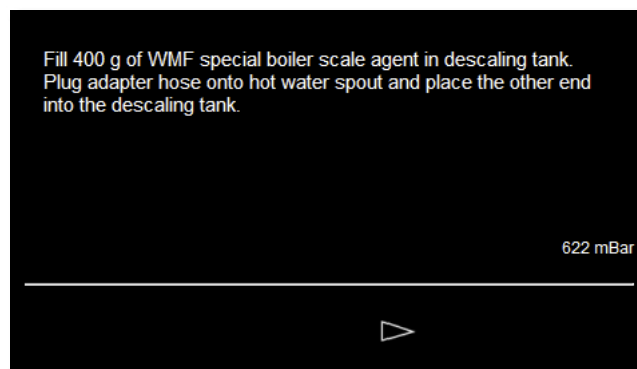 Fill 400 g of WMF special boiler scale agent in descaling tank.
Plug adapter hose onto hot water spout and place the other end
into the descaling tank.
622 mBar